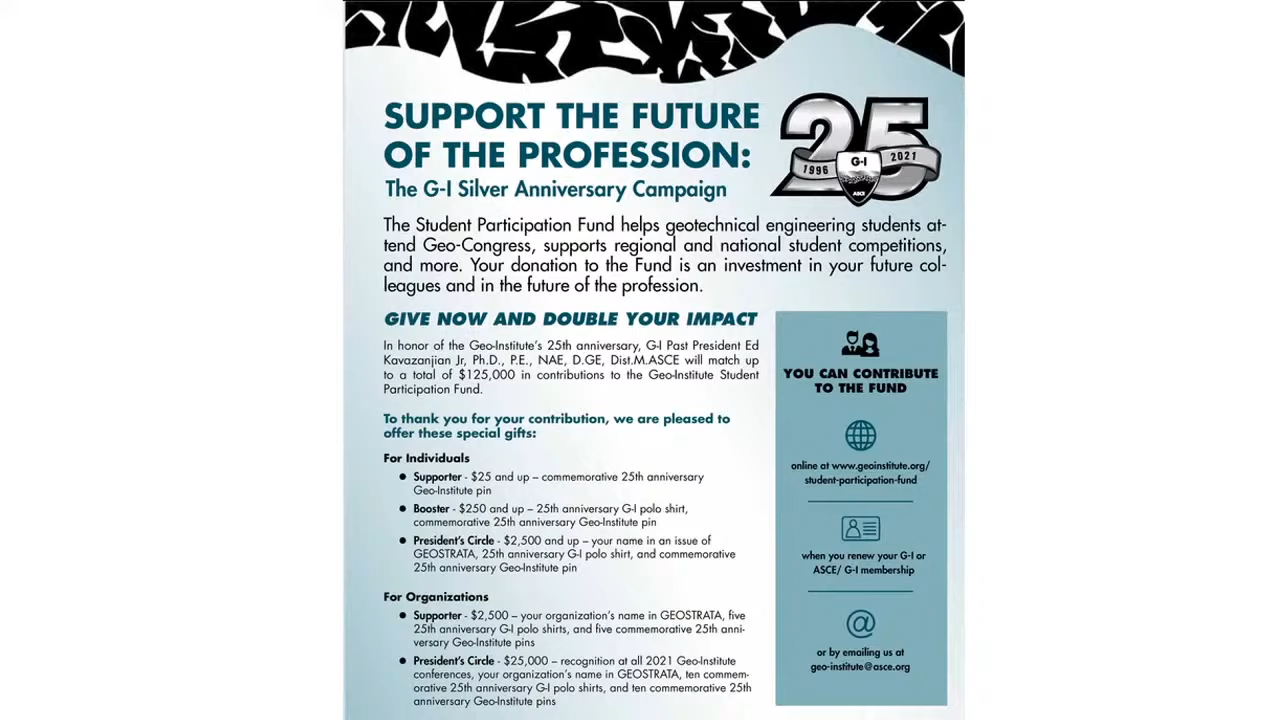 SUPPORT THE FUTURE
OF THE PROFESSION:
The G-I Silver Anniversary Campaign
25
1996
G-I
2021
ASCE
The Student Participation Fund helps geotechnical engineering students at-
tend Geo-Congress, supports regional and national student competitions,
and more. Your donation to the Fund is an investment in your future col-
leagues and in the future of the profession.
GIVE NOW AND DOUBLE YOUR IMPACT
In honor of the Geo-Institute's 25th anniversary, G-I Past President Ed
Kavazanjian Jr, Ph.D., P.E., NAE, D.GE, Dist.M.ASCE will match up
to a total of $125,000 in contributions to the Geo-Institute Student
Participation Fund.
To thank you for your contribution, we are pleased to
offer these special gifts:
For Individuals
● Supporter - $25 and up – commemorative 25th anniversary
Geo-Institute pin
● Booster - $250 and up – 25th anniversary G-I polo shirt,
commemorative 25th anniversary Geo-Institute pin
● President's Circle - $2,500 and up – your name in an issue of
GEOSTRATA, 25th anniversary G-I polo shirt, and commemorative
25th anniversary Geo-Institute pin
For Organizations
● Supporter - $2,500 – your organization's name in GEOSTRATA, five
25th anniversary G-I polo shirts, and five commemorative 25th anni-
versary Geo-Institute pins
● President's Circle - $25,000 – recognition at all 2021 Geo-Institute
conferences, your organization's name in GEOSTRATA, ten commem-
orative 25th anniversary G-I polo shirts, and ten commemorative 25th
anniversary Geo-Institute pins
YOU CAN CONTRIBUTE
TO THE FUND
online at www.geoinstitute.org/
student-participation-fund
when you renew your G-I or
ASCE/ G-I membership
@
or by emailing us at
geo-institute@asce.org